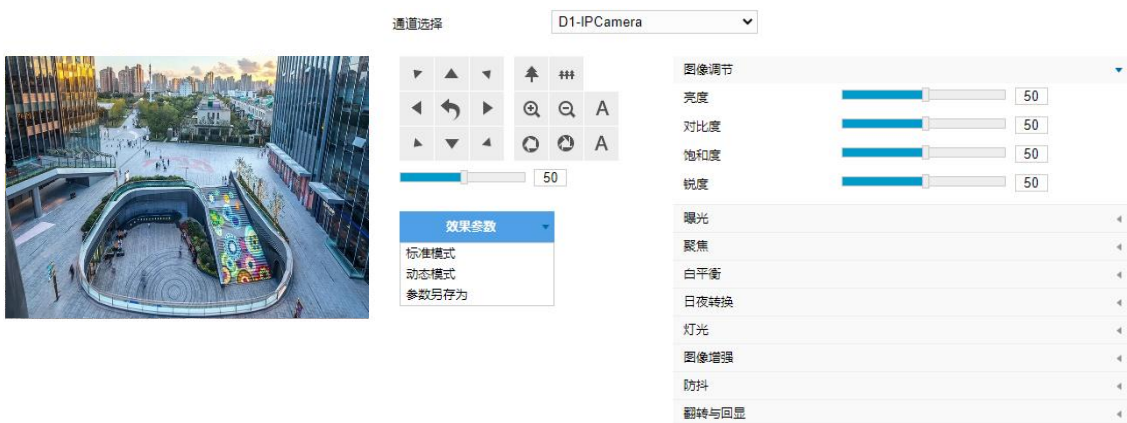 通道选择 D1-IPCamera
A
A
50
效果参数
标准模式
动态模式
参数另存为
图像调节
亮度 50
对比度 50
饱和度 50
锐度 50
曝光
聚焦
白平衡
日夜转换
灯光
图像增强
防抖
翻转与回显